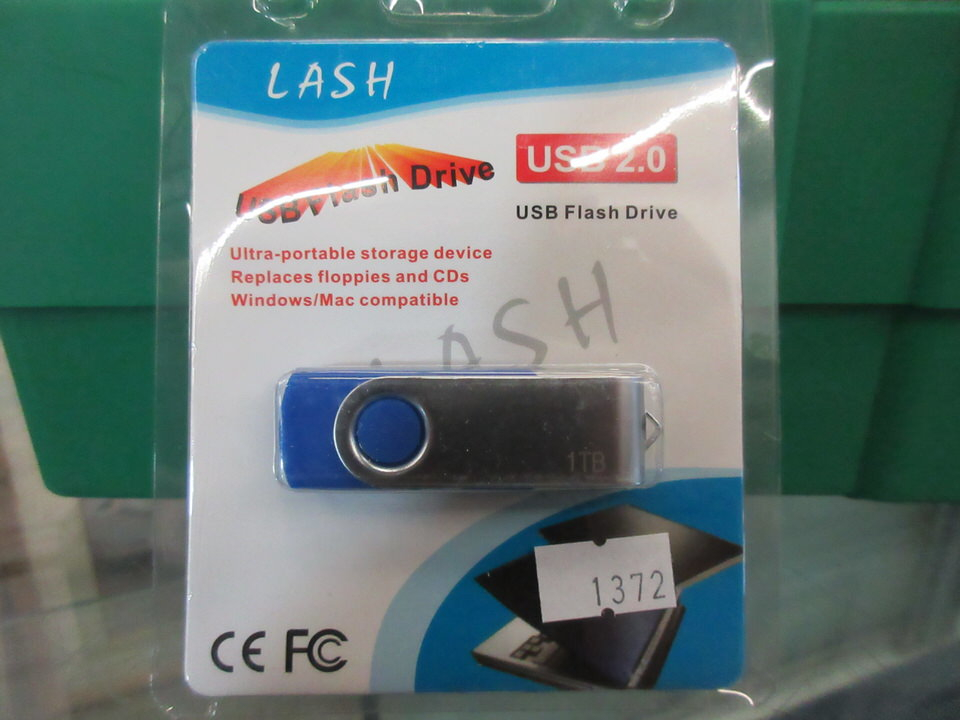 LASH
USB Flash Drive
USB 2.0
USB Flash Drive
Ultra-portable storage device
Replaces floppies and CDs
Windows/Mac compatible
LASH
1TB
1372
CE FC